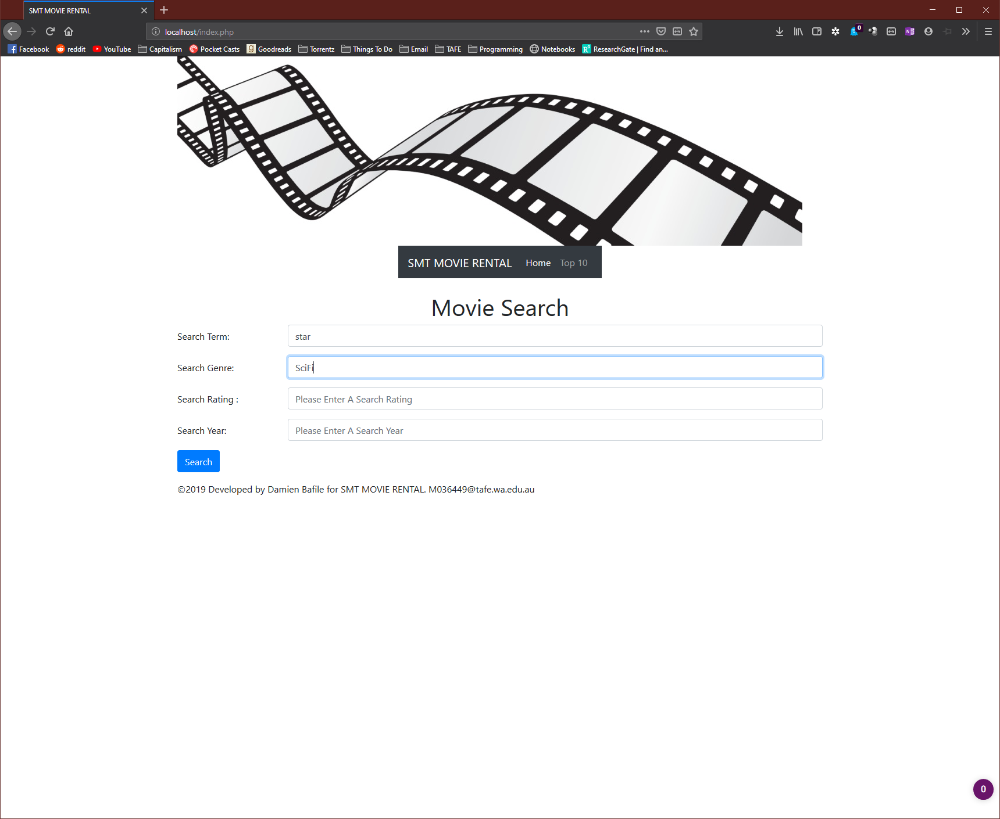 SMT MOVIE RENTAL
localhost/index.php
0
N
Facebook reddit YouTube Capitalism Pocket Casts g Goodreads Torrentz Things To Do Email TAFE Programming Notebooks RG ResearchGate | Find an...
SMT MOVIE RENTAL Home Top 10
Movie Search
Search Term: star
Search Genre: SciFi
Search Rating : Please Enter A Search Rating
Search Year: Please Enter A Search Year
Search
©2019 Developed by Damien Bafile for SMT MOVIE RENTAL. M036449@tafe.wa.edu.au
0